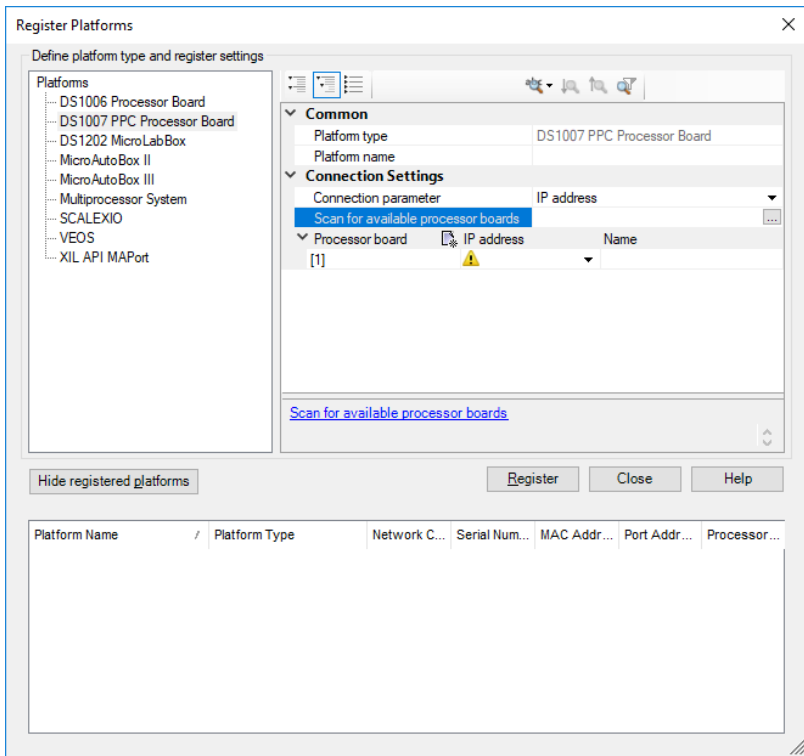 Register Platforms
Define platform type and register settings
Platforms
DS1006 Processor Board
DS1007 PPC Processor Board
DS1202 MicroLabBox
MicroAutoBox II
MicroAutoBox III
Multiprocessor System
SCALEXIO
VEOS
XIL API MAPort
Common
Platform type DS1007 PPC Processor Board
Platform name
Connection Settings
Connection parameter IP address
Scan for available processor boards ...
Processor board IP address Name
[1]
Scan for available processor boards
Hide registered platforms Register Close Help
Platform Name / Platform Type Network C... Serial Num... MAC Addr... Port Addr... Processor...